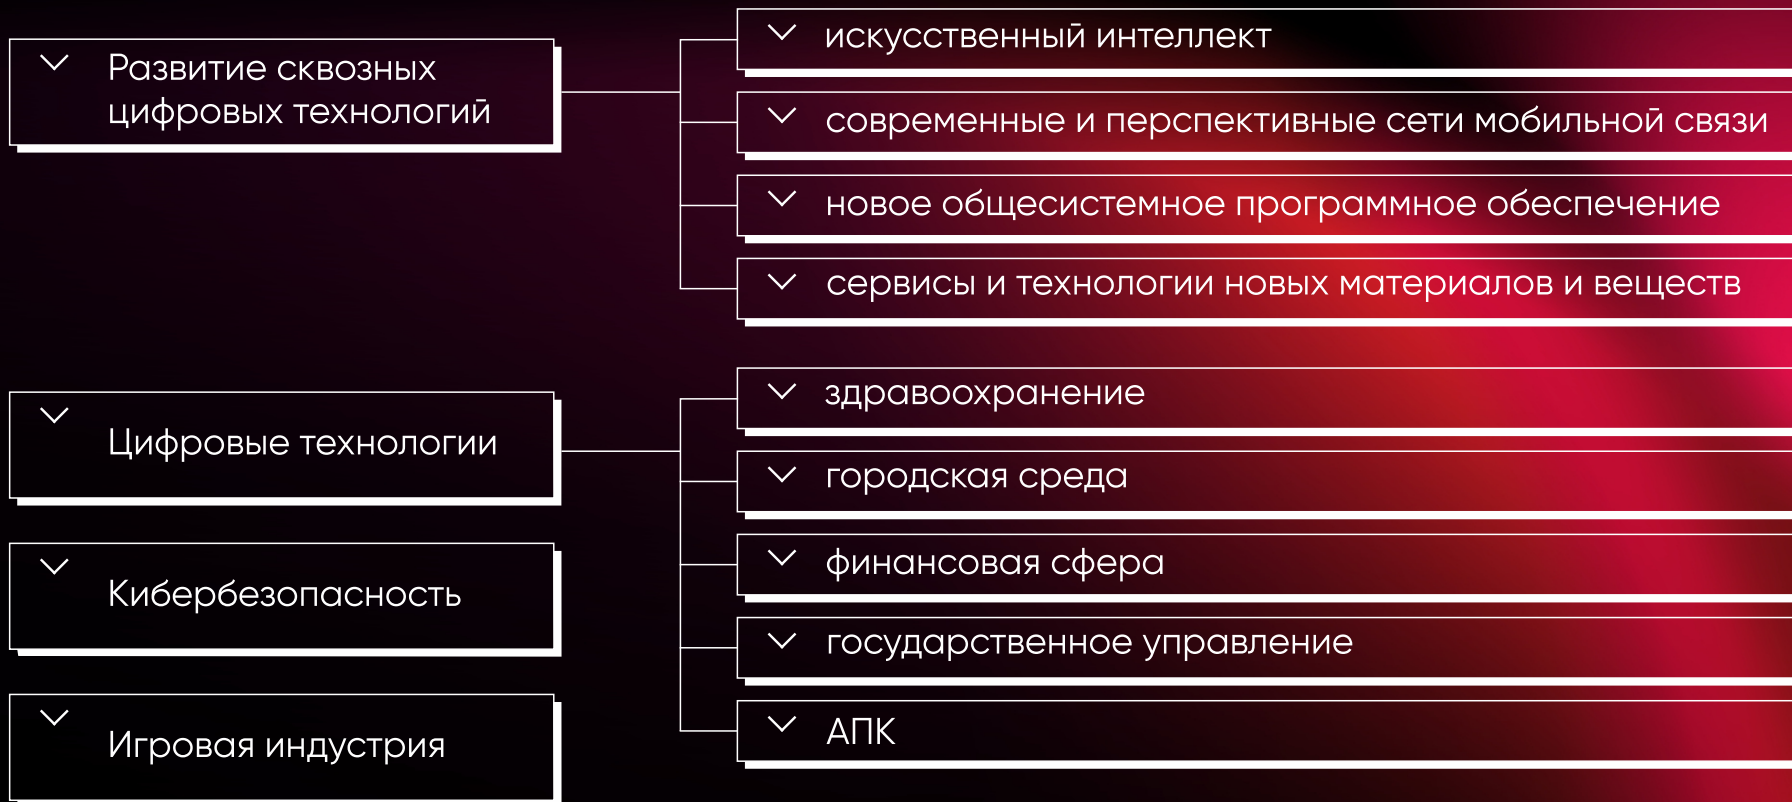 Развитие сквозных
цифровых технологий
искусственный интеллект
современные и перспективные сети мобильной связи
новое общесистемное программное обеспечение
сервисы и технологии новых материалов и веществ
Цифровые технологии
здравоохранение
городская среда
финансовая сфера
государственное управление
АПК
Кибербезопасность
Игровая индустрия